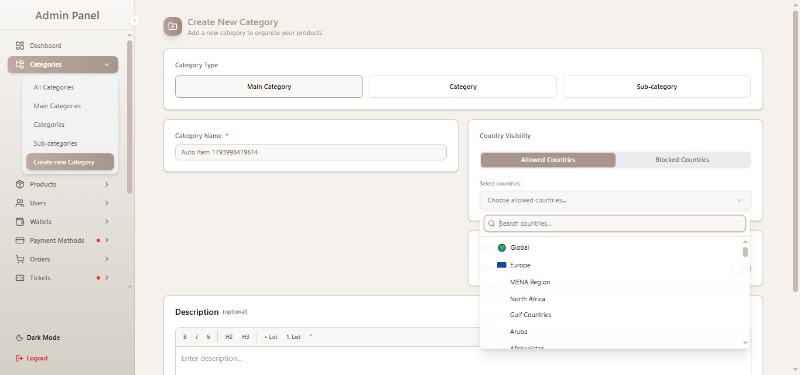 Admin Panel
Dashboard
Categories
All Categories
Main Categories
Categories
Sub-categories
Create new Category
Products
Users
Wallets
Payment Methods
Orders
Tickets
Dark Mode
Logout
Create New Category
Add a new category to organize your products
Category Type
Main Category
Category
Sub-category
Category Name *
Auto Item 1793998419614
Country Visibility
Allowed Countries
Blocked Countries
Select countries:
Choose allowed countries...
Search countries...
Global
Europe
MENA Region
North Africa
Gulf Countries
Aruba
Afghanistan
Description (optional)
B I S H2 H3 • List 1. List "
Enter description...